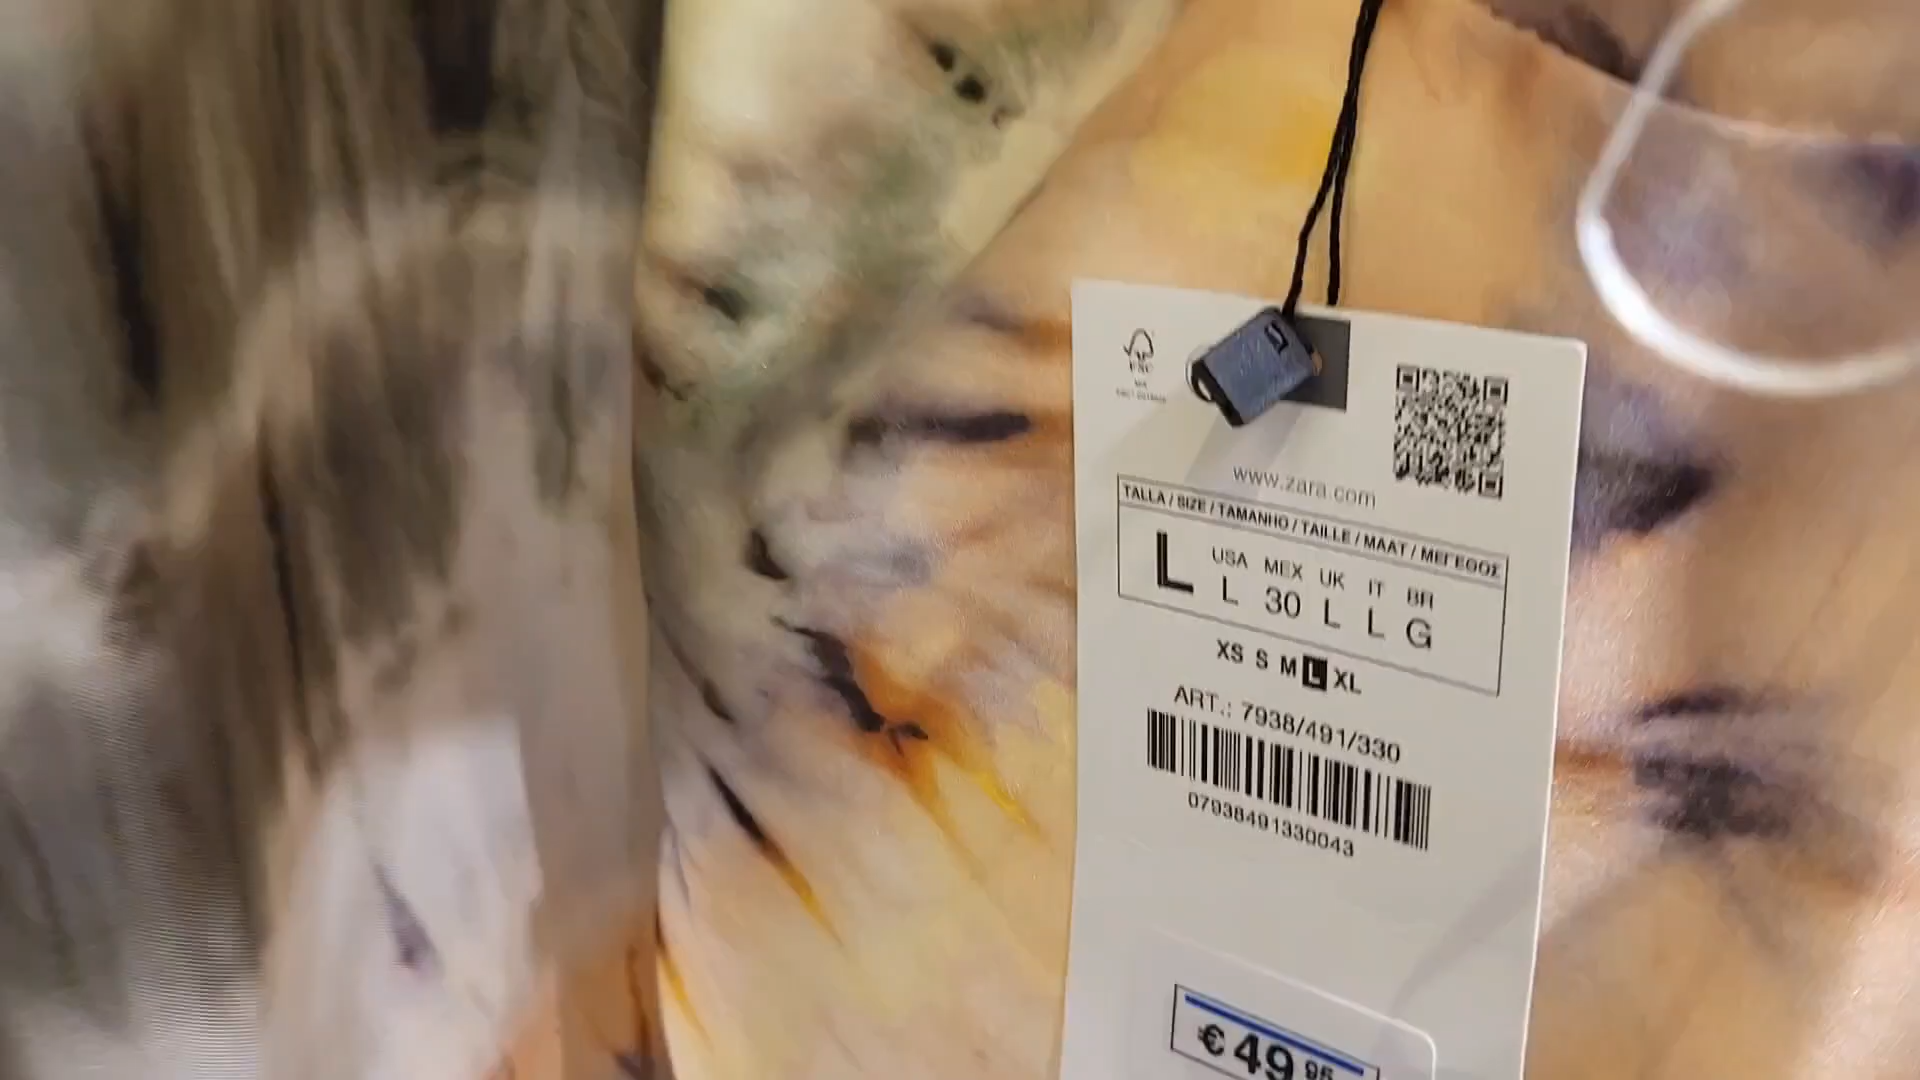 FSC
www.zara.com
TALLA / SIZE / TAMANHO / TAILLE / MAAT / ΜΕΓΕΘΟΣ
L
USA MEX UK IT BR
L 30 L L G
XS S M L XL
ART.: 7938/491/330
07938491330043
€ 49 95